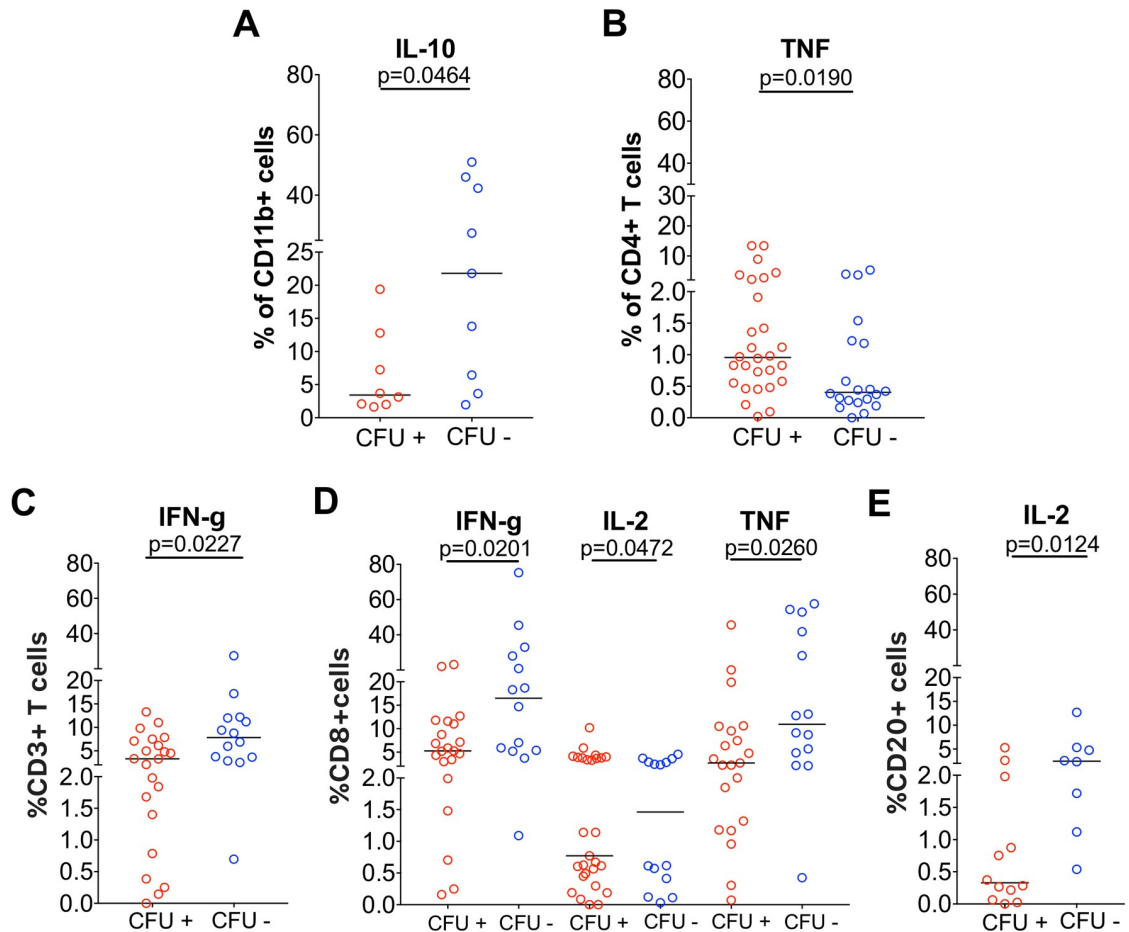 A
IL-10
p=0.0464
% of CD11b+ cells
80
60
40
25
20
15
10
5
0
CFU +
CFU -
B
TNF
p=0.0190
% of CD4+ T cells
80
60
40
30
20
10
2.0
1.5
1.0
0.5
0.0
CFU +
CFU -
C
IFN-g
p=0.0227
%CD3+ T cells
80
60
40
20
15
10
5
2.0
1.5
1.0
0.5
0.0
CFU +
CFU -
D
IFN-g
IL-2
TNF
p=0.0201
p=0.0472
p=0.0260
%CD8+cells
80
60
40
20
15
10
5
2.0
1.5
1.0
0.5
0.0
CFU +
CFU -
CFU +
CFU -
CFU +
CFU -
E
IL-2
p=0.0124
%CD20+ cells
80
60
40
20
15
10
5
2.0
1.5
1.0
0.5
0.0
CFU +
CFU -